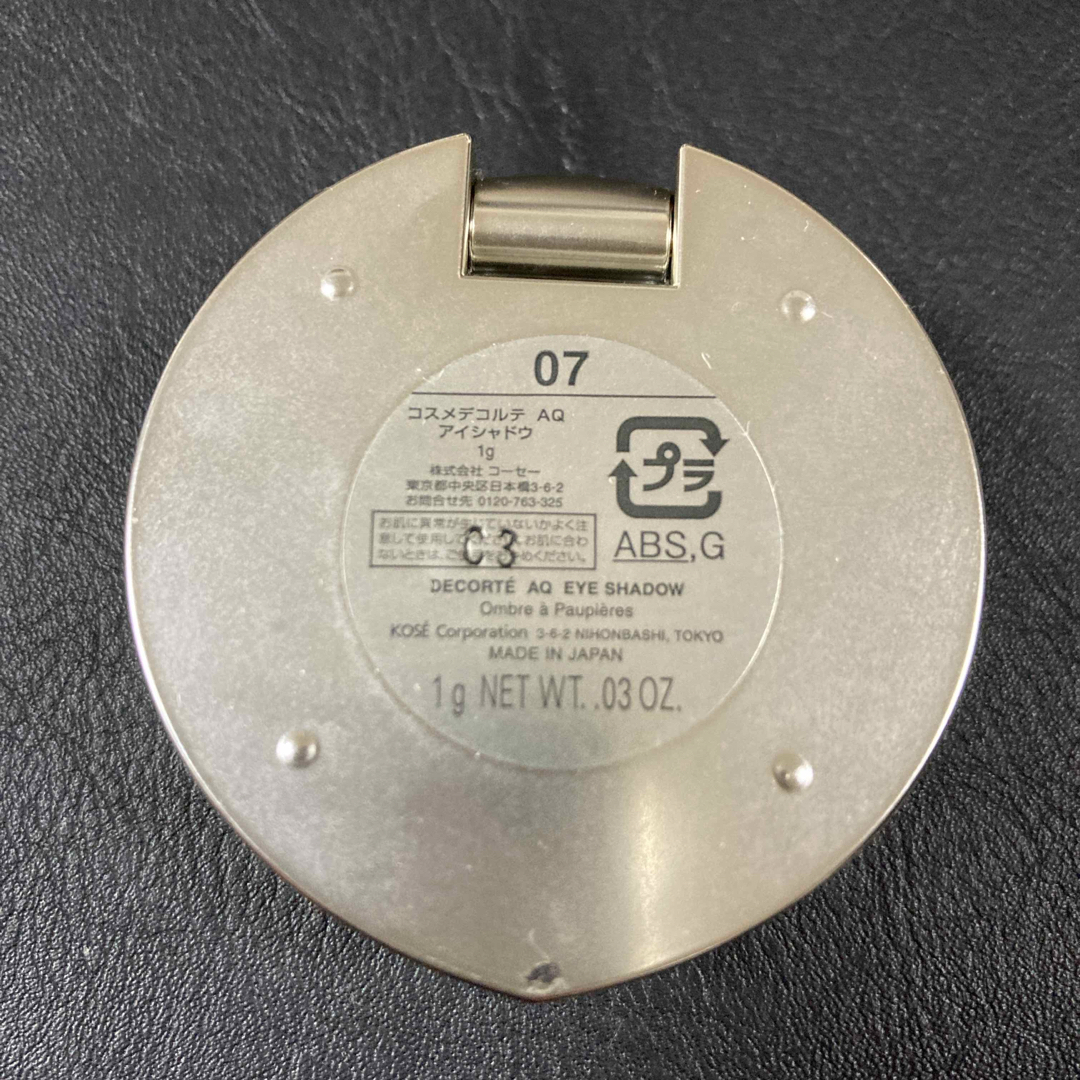 07
コスメデコルテ AQ
アイシャドウ
1g
株式会社 コーセー
東京都中央区日本橋3-6-2
お問合せ先 0120-763-325
プラ
ABS,G
お肌に異常が生じていないかよく注
意して使用してください。お肌に合わ
ないときは、ご使用をおやめください。
C3
DECORTÉ AQ EYE SHADOW
Ombre à Paupières
KOSÉ Corporation 3-6-2 NIHONBASHI, TOKYO
MADE IN JAPAN
1g NET WT. .03 OZ.